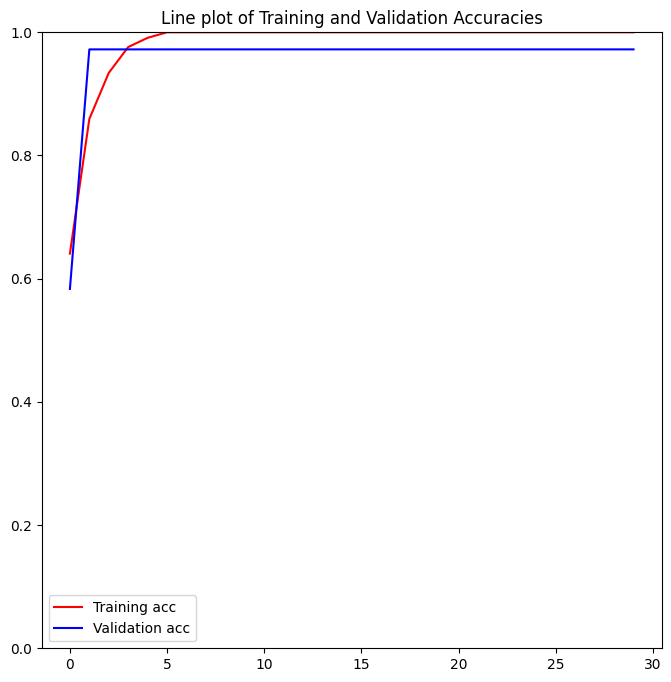 Line plot of Training and Validation Accuracies
1.0
0.8
0.6
0.4
0.2
0.0
Training acc
Validation acc
0 5 10 15 20 25 30